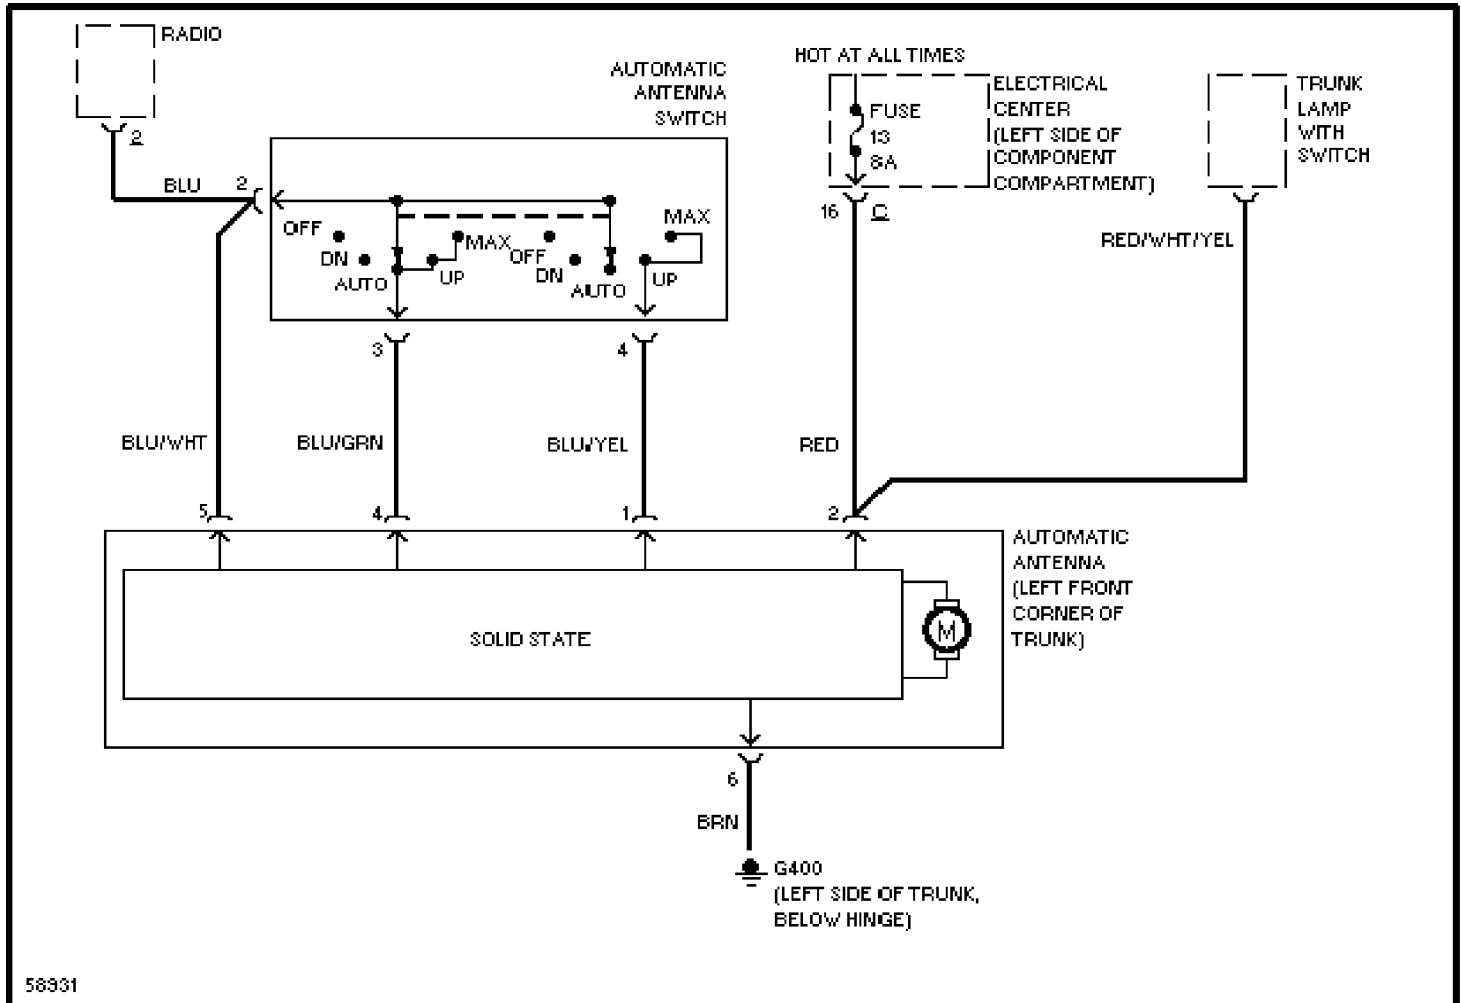 RADIO
2
BLU
2
AUTOMATIC
ANTENNA
SWITCH
OFF
DN
AUTO
UP
MAX
OFF
DN
AUTO
UP
MAX
3
4
HOT AT ALL TIMES
FUSE
13
8A
ELECTRICAL
CENTER
(LEFT SIDE OF
COMPONENT
COMPARTMENT)
16
C
TRUNK
LAMP
WITH
SWITCH
RED/WHT/YEL
BLU/WHT
BLU/GRN
BLU/YEL
RED
5
4
1
2
SOLID STATE
M
AUTOMATIC
ANTENNA
(LEFT FRONT
CORNER OF
TRUNK)
6
BRN
G400
(LEFT SIDE OF TRUNK,
BELOW HINGE)
58931